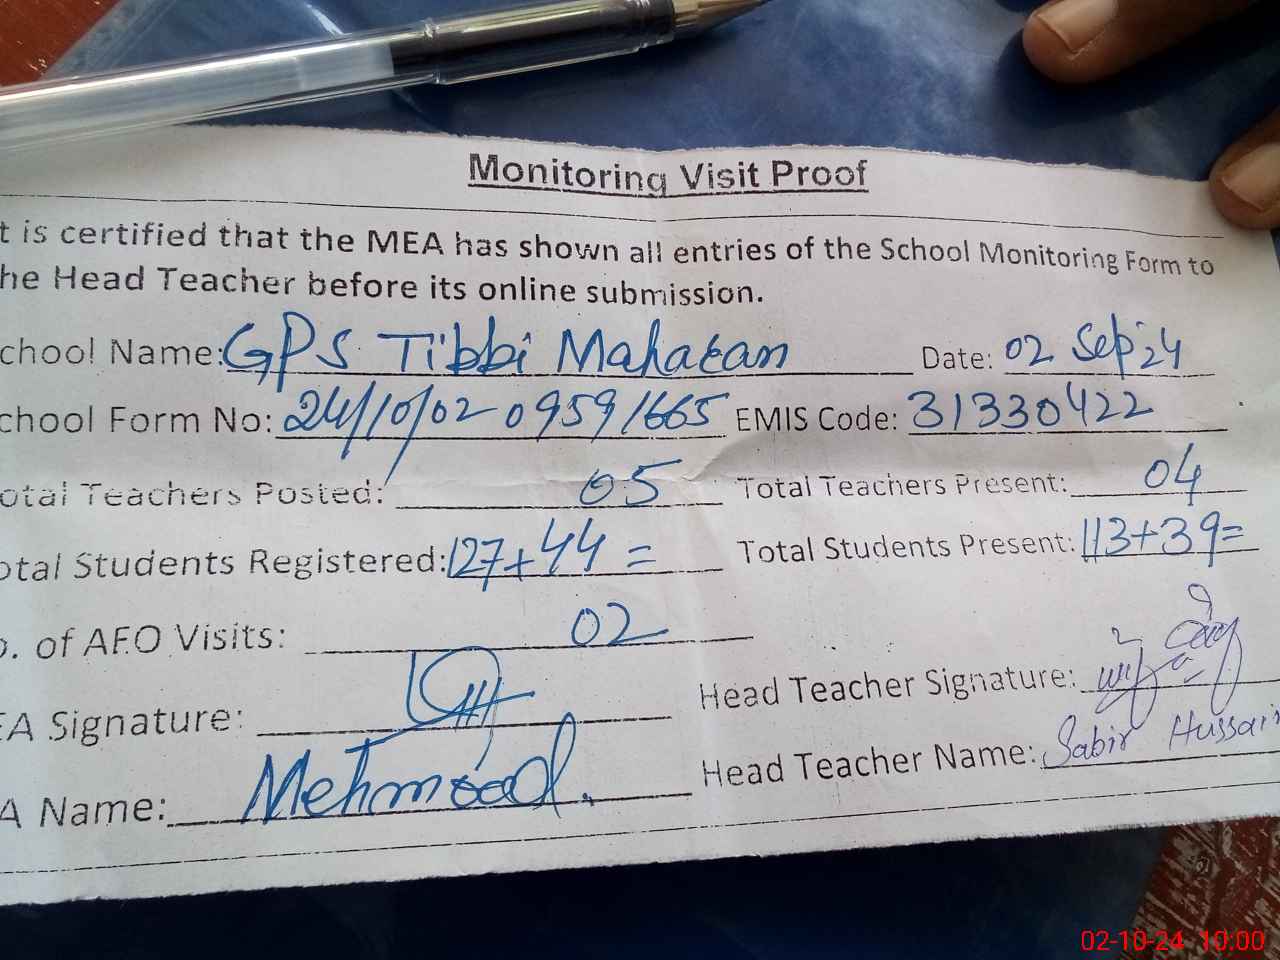 Monitoring Visit Proof
t is certified that the MEA has shown all entries of the School Monitoring Form to
he Head Teacher before its online submission.
chool Name: GPS Tibbi Mahatan Date: 02 Sep 24
chool Form No: 24/10/02 09591665 EMIS Code: 31330422
otal Teachers Posted: 05 Total Teachers Present: 04
otal Students Registered: 127+44= Total Students Present: 113+39=
o. of AEO Visits: 02
EA Signature: Head Teacher Signature:
A Name: Mehmood. Head Teacher Name: Sabir Hussain
02-10-24 10:00